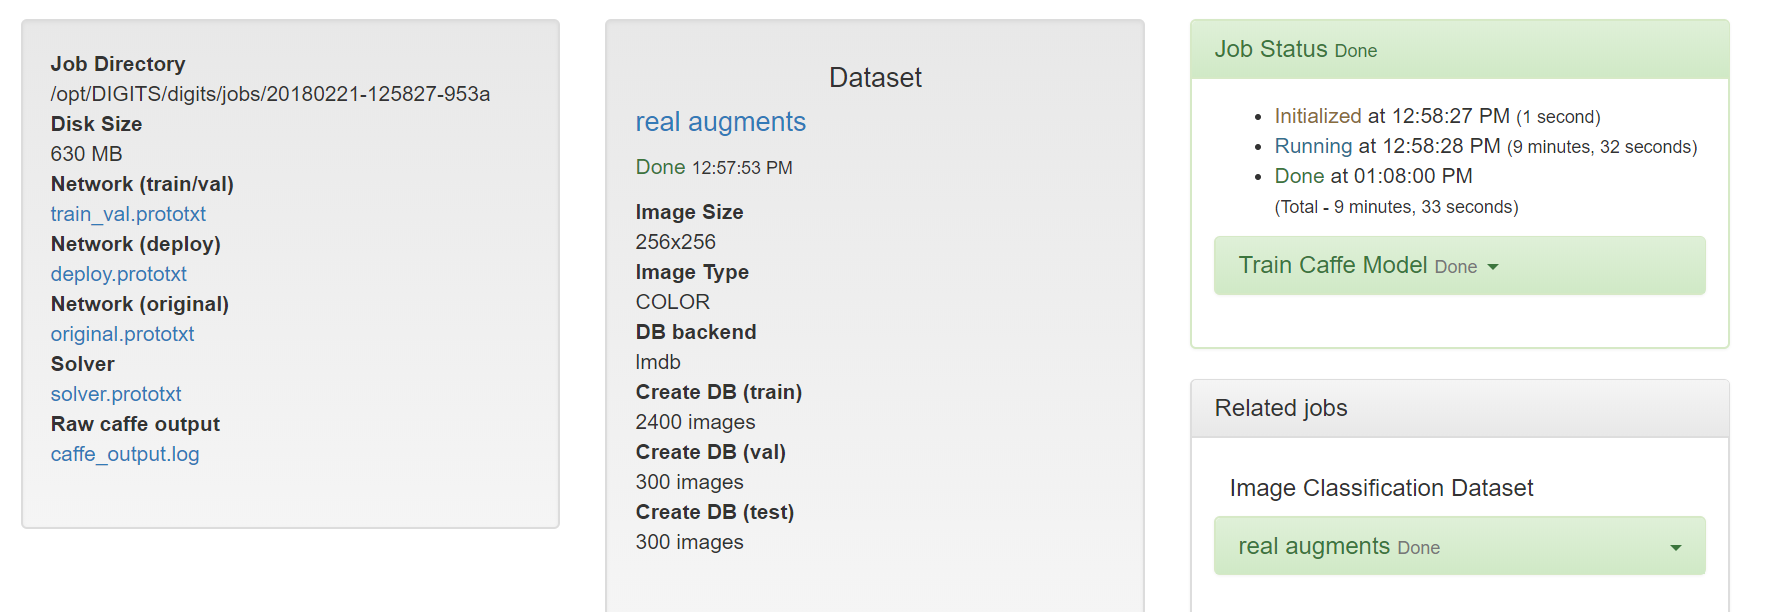 Job Directory
/opt/DIGITS/digits/jobs/20180221-125827-953a
Disk Size
630 MB
Network (train/val)
train_val.prototxt
Network (deploy)
deploy.prototxt
Network (original)
original.prototxt
Solver
solver.prototxt
Raw caffe output
caffe_output.log
Dataset
real augments
Done 12:57:53 PM
Image Size
256x256
Image Type
COLOR
DB backend
lmdb
Create DB (train)
2400 images
Create DB (val)
300 images
Create DB (test)
300 images
Job Status Done
• Initialized at 12:58:27 PM (1 second)
• Running at 12:58:28 PM (9 minutes, 32 seconds)
• Done at 01:08:00 PM
(Total - 9 minutes, 33 seconds)
Train Caffe Model Done
Related jobs
Image Classification Dataset
real augments Done